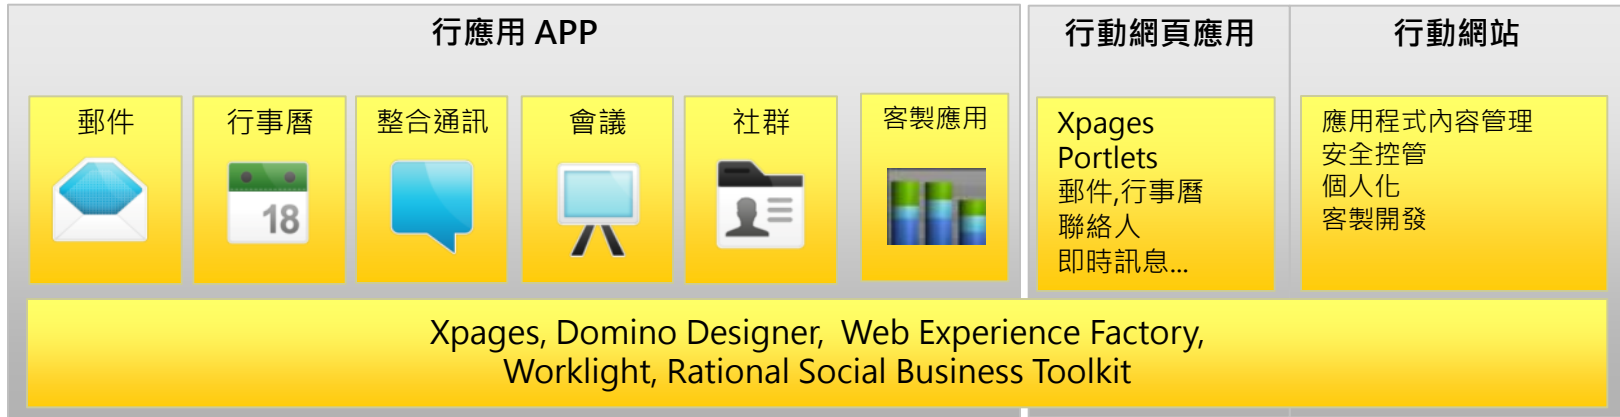 行應用 APP
行動網頁應用
行動網站
郵件
行事曆
18
整合通訊
會議
社群
客製應用
Xpages
Portlets
郵件,行事曆
聯絡人
即時訊息...
應用程式內容管理
安全控管
個人化
客製開發
Xpages, Domino Designer, Web Experience Factory,
Worklight, Rational Social Business Toolkit